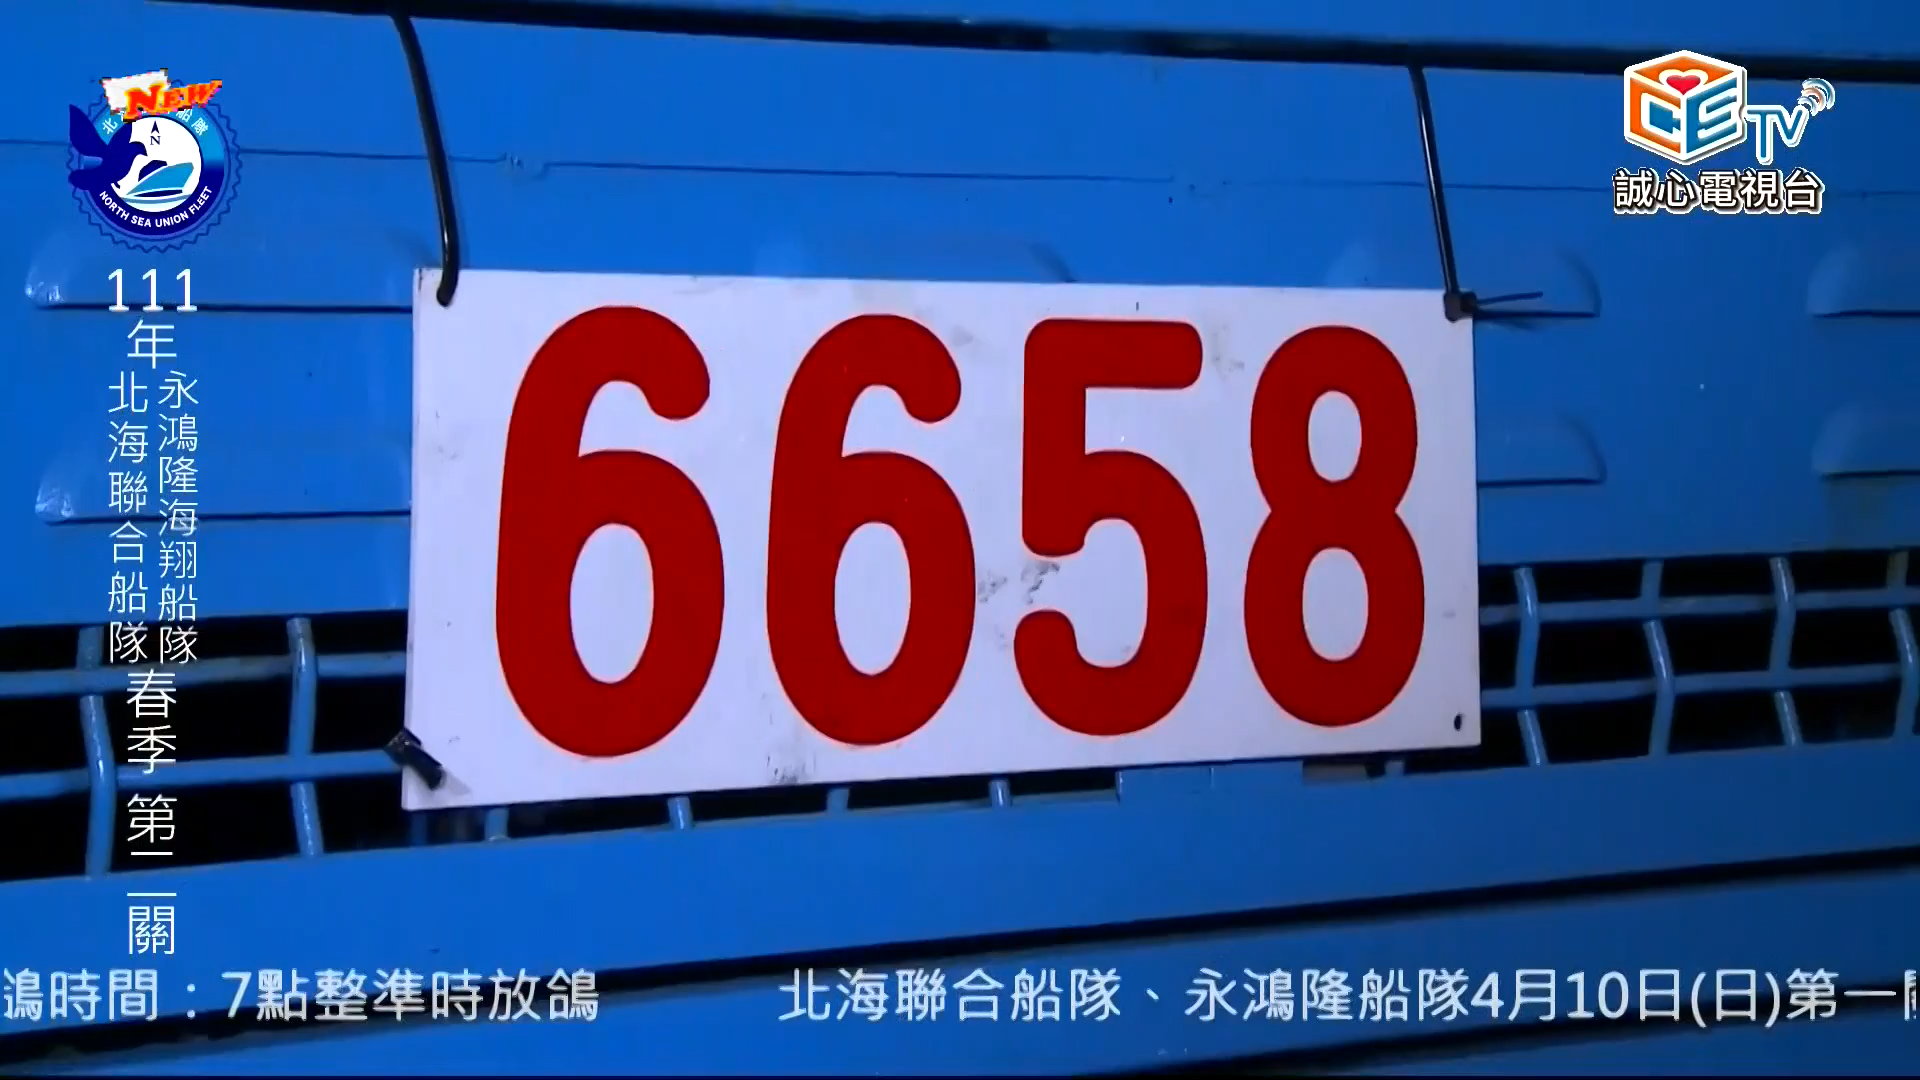 NEW
N
NORTH SEA UNION FLEET
CES TV
誠心電視台
111年
永鴻隆海翔船隊
北海聯合船隊
春季 第二關
6658
鴿時間：7點整準時放鴿 北海聯合船隊、永鴻隆船隊4月10日(日)第一